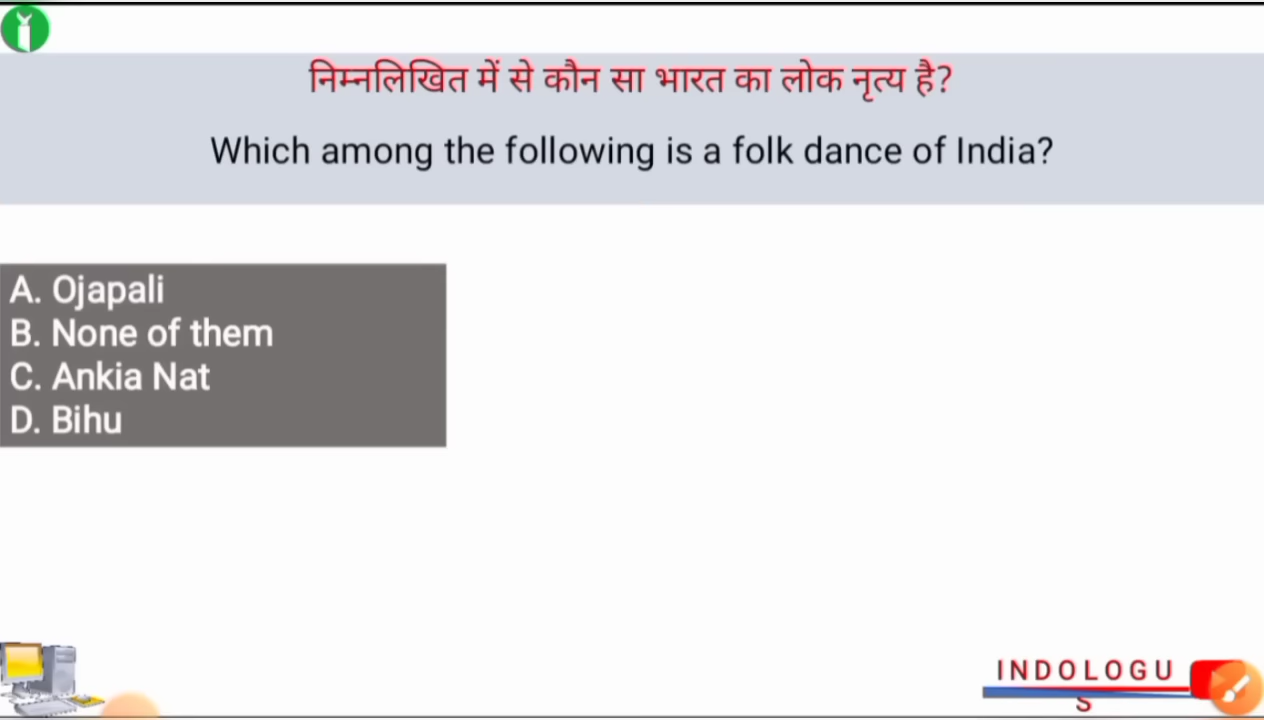 निम्नलिखित में से कौन सा भारत का लोक नृत्य है?
Which among the following is a folk dance of India?
A. Ojapali
B. None of them
C. Ankia Nat
D. Bihu
INDOLOGU
S